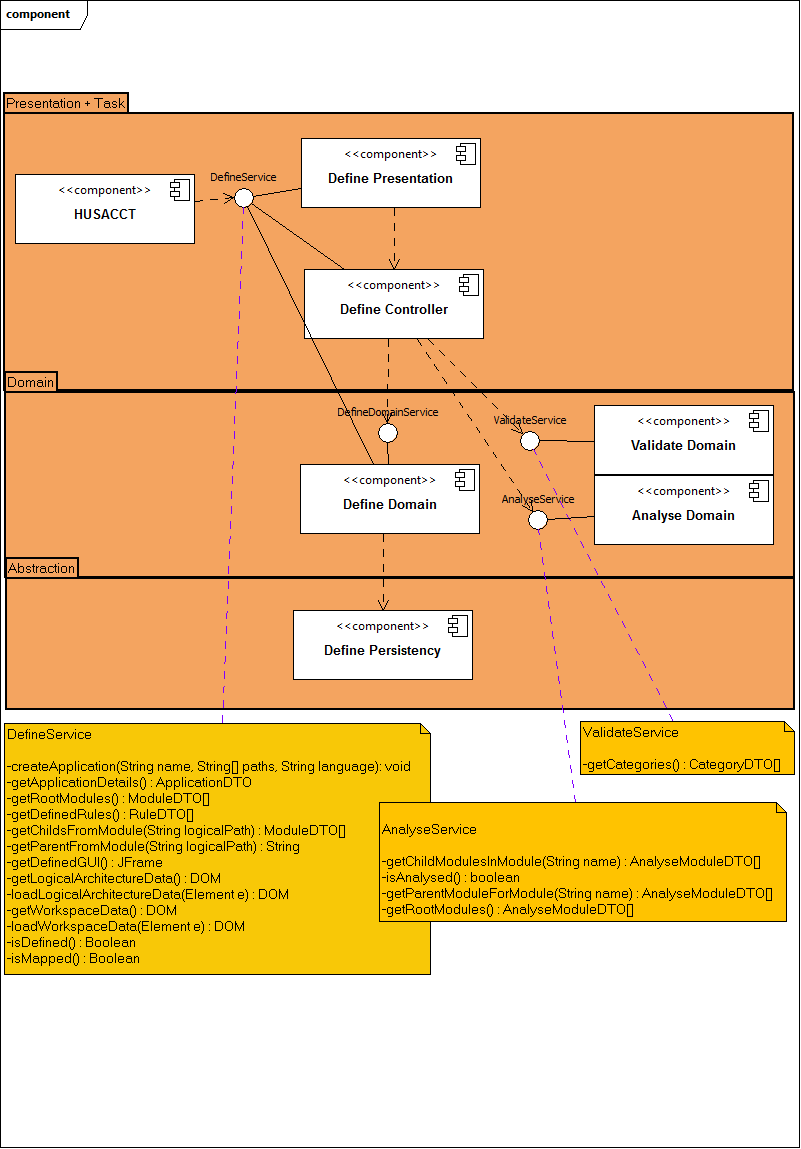 component
Presentation + Task
<<component>>
HUSACCT
DefineService
<<component>>
Define Presentation
<<component>>
Define Controller
Domain
DefineDomainService
ValidateService
<<component>>
Validate Domain
<<component>>
Define Domain
AnalyseService
<<component>>
Analyse Domain
Abstraction
<<component>>
Define Persistency
DefineService
-createApplication(String name, String[] paths, String language): void
-getApplicationDetails() : ApplicationDTO
-getRootModules() : ModuleDTO[]
-getDefinedRules() : RuleDTO[]
-getChildsFromModule(String logicalPath) : ModuleDTO[]
-getParentFromModule(String logicalPath) : String
-getDefinedGUI() : JFrame
-getLogicalArchitectureData() : DOM
-loadLogicalArchitectureData(Element e) : DOM
-getWorkspaceData() : DOM
-loadWorkspaceData(Element e) : DOM
-isDefined() : Boolean
-isMapped() : Boolean
ValidateService
-getCategories() : CategoryDTO[]
AnalyseService
-getChildModulesInModule(String name) : AnalyseModuleDTO[]
-isAnalysed() : boolean
-getParentModuleForModule(String name) : AnalyseModuleDTO[]
-getRootModules() : AnalyseModuleDTO[]